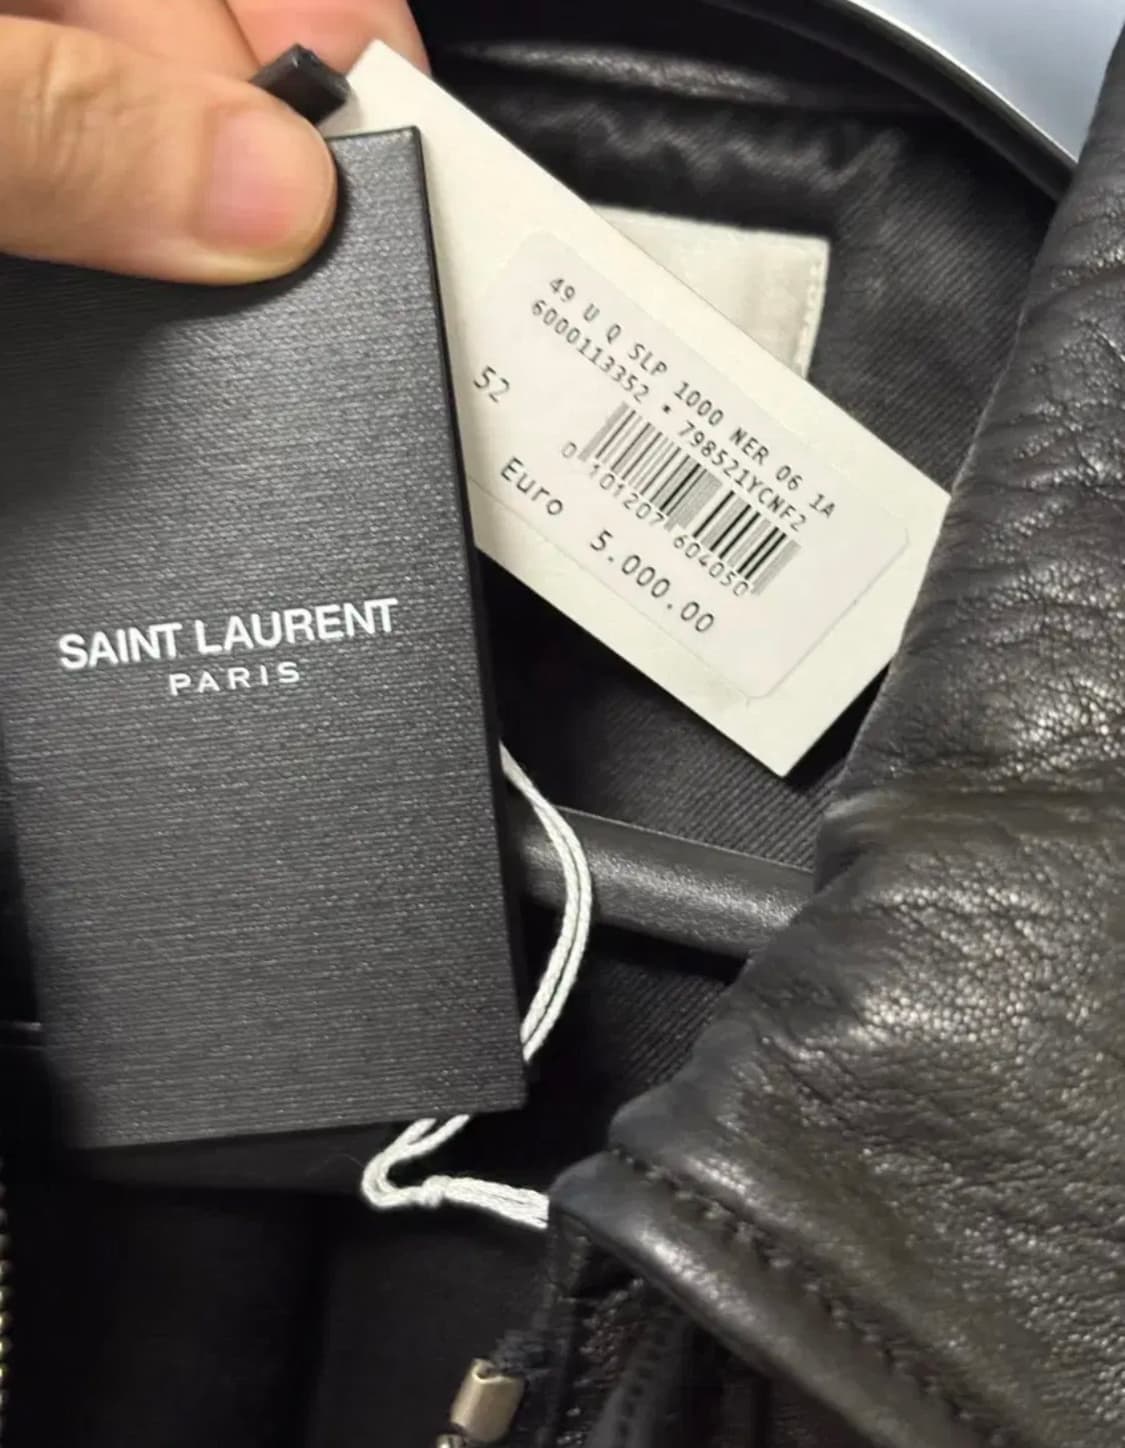 SAINT LAURENT
PARIS
49 U Q SLP 1000 NER 06 1A
6000113352 • 798521YCNF2
52
0 101207 604050
Euro 5.000.00